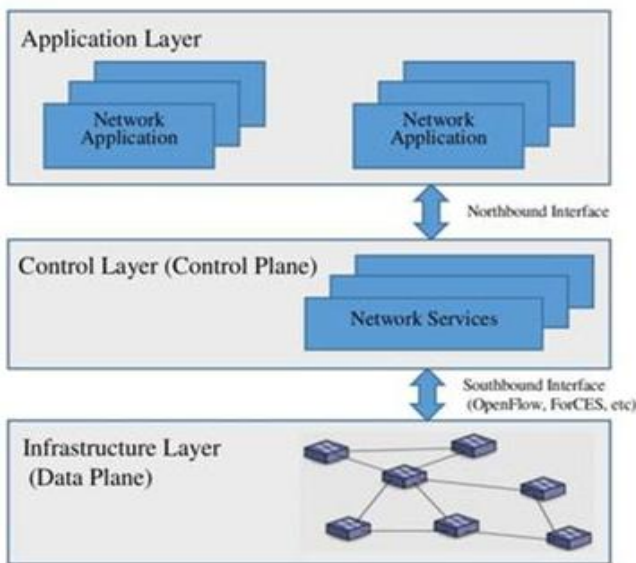 Application Layer
Network
Application
Network
Application
Northbound Interface
Control Layer (Control Plane)
Network Services
Southbound Interface
(OpenFlow, ForCES, etc)
Infrastructure Layer
(Data Plane)